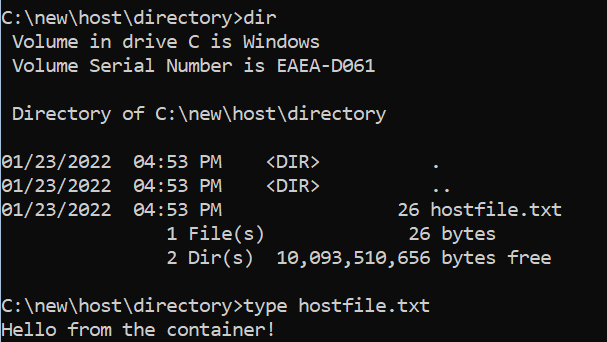 C:\new\host\directory>dir
 Volume in drive C is Windows
 Volume Serial Number is EAEA-D061
 Directory of C:\new\host\directory
01/23/2022  04:53 PM    <DIR>          .
01/23/2022  04:53 PM    <DIR>          ..
01/23/2022  04:53 PM                26 hostfile.txt
               1 File(s)             26 bytes
               2 Dir(s)  10,093,510,656 bytes free
C:\new\host\directory>type hostfile.txt
Hello from the container!